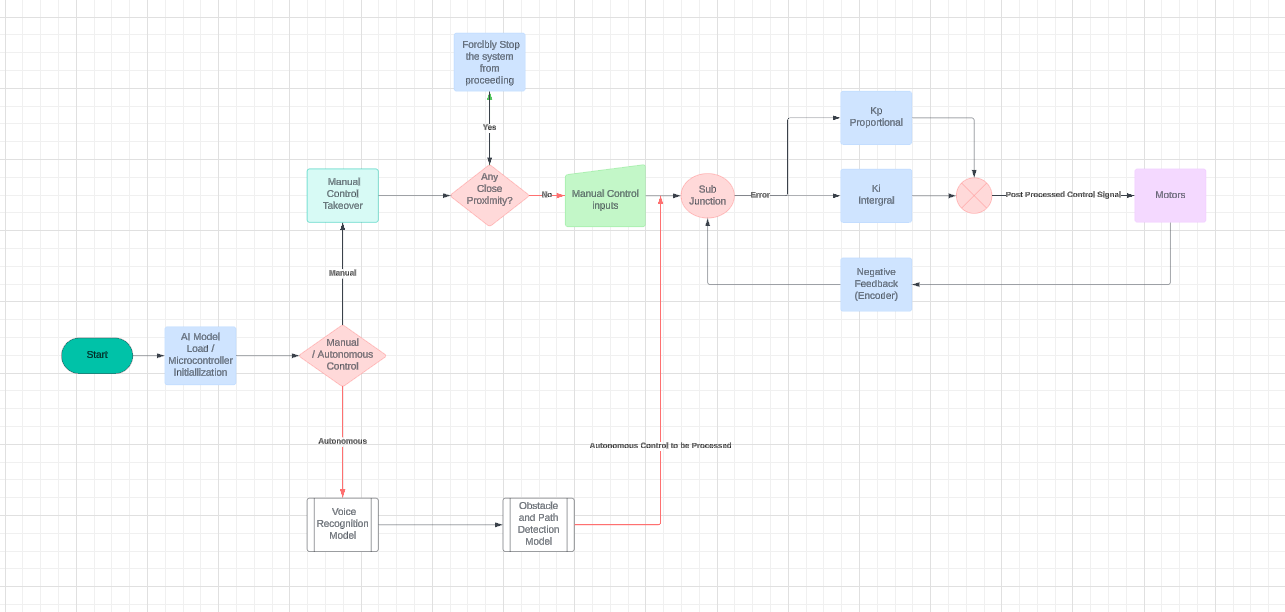 Forcibly Stop
the system
from
proceeding
Yes
Kp
Proportional
Manual
Control
Takeover
Any
Close
Proximity?
No
Manual Control
inputs
Sub
Junction
Error
Ki
Intergral
Post Processed Control Signal
Motors
Negative
Feedback
(Encoder)
Manual
Start
AI Model
Load /
Microcontroller
Initiallization
Manual
/ Autonomous
Control
Autonomous
Autonomous Control to be Processed
Voice
Recognition
Model
Obstacle
and Path
Detection
Model